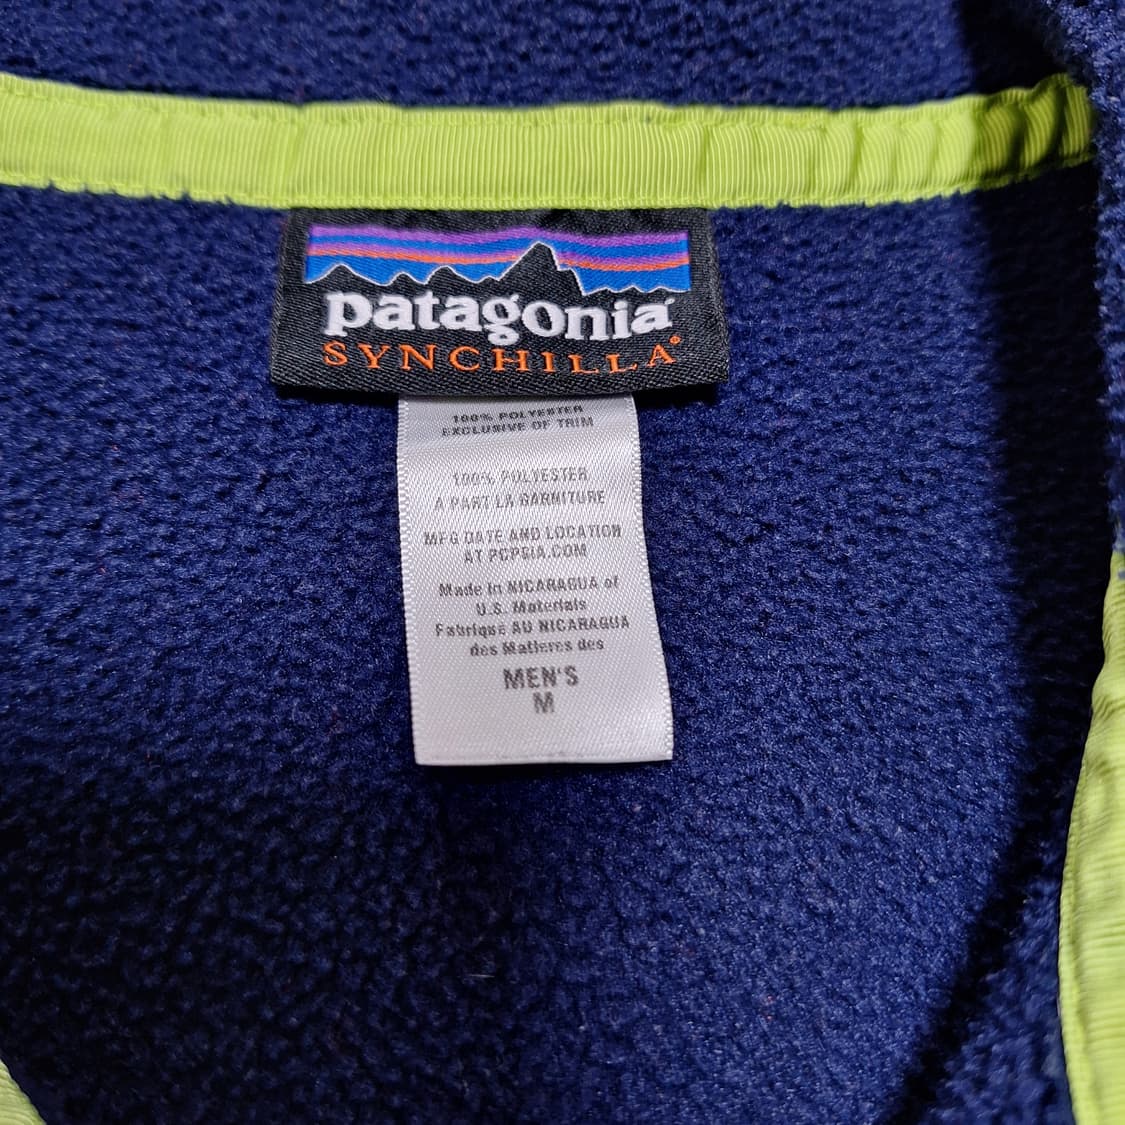 patagonia®
SYNCHILLA®
100% POLYESTER
EXCLUSIVE OF TRIM
100% POLYESTER
A PART LA GARNITURE
MFG DATE AND LOCATION
AT PCPSIA.COM
Made in NICARAGUA of
U.S. Materials
Fabriqué AU NICARAGUA
des Matieres des
MEN'S
M